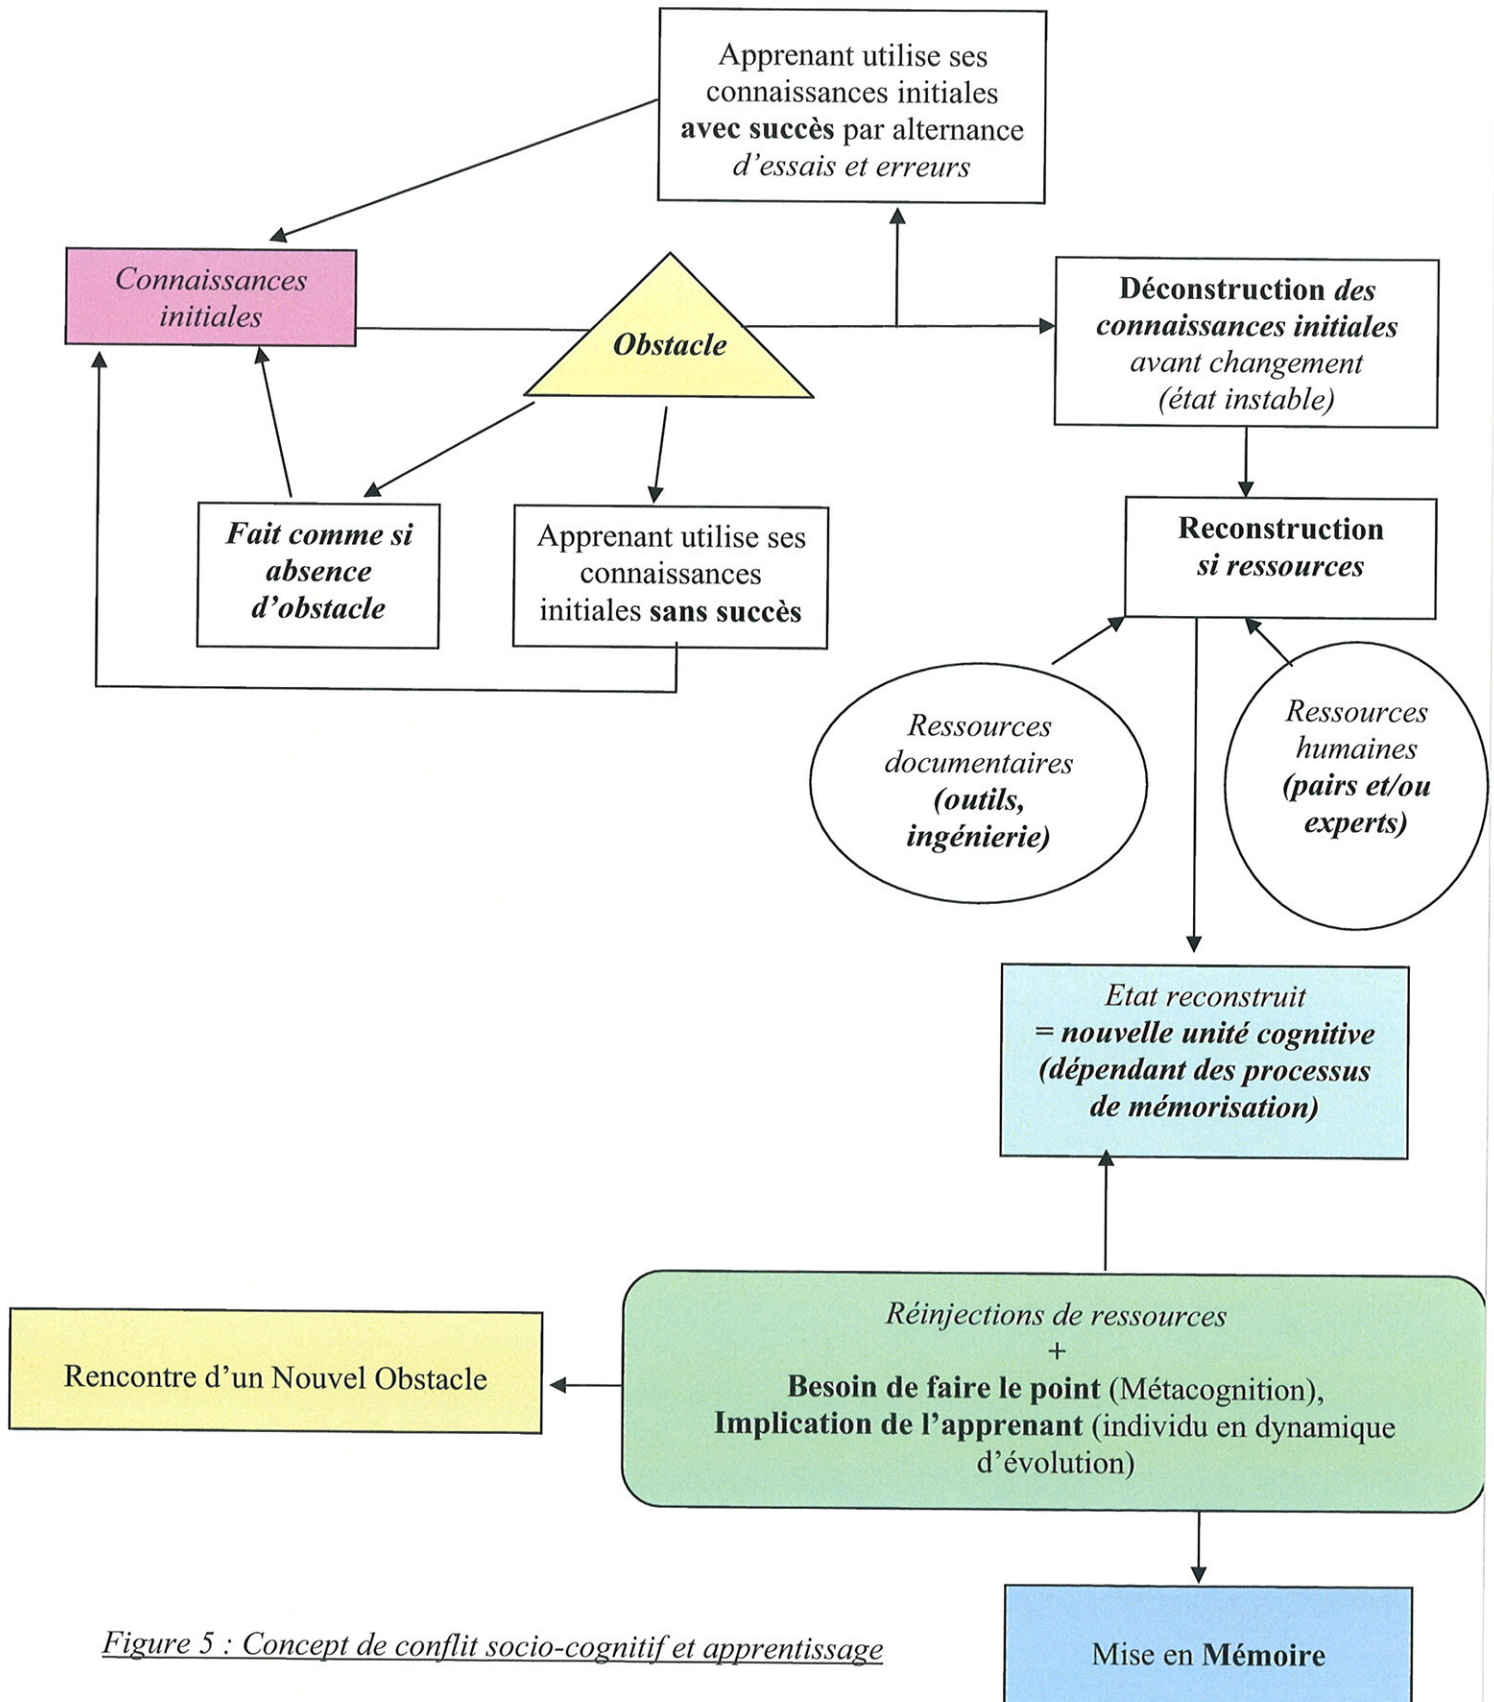 Apprenant utilise ses
connaissances initiales
avec succès par alternance
d'essais et erreurs
Connaissances
initiales
Obstacle
Déconstruction des
connaissances initiales
avant changement
(état instable)
Fait comme si
absence
d'obstacle
Apprenant utilise ses
connaissances
initiales sans succès
Reconstruction
si ressources
Ressources
documentaires
(outils,
ingénierie)
Ressources
humaines
(pairs et/ou
experts)
Etat reconstruit
= nouvelle unité cognitive
(dépendant des processus
de mémorisation)
Réinjections de ressources
+
Besoin de faire le point (Métacognition),
Implication de l'apprenant (individu en dynamique
d'évolution)
Rencontre d'un Nouvel Obstacle
Mise en Mémoire
Figure 5 : Concept de conflit socio-cognitif et apprentissage